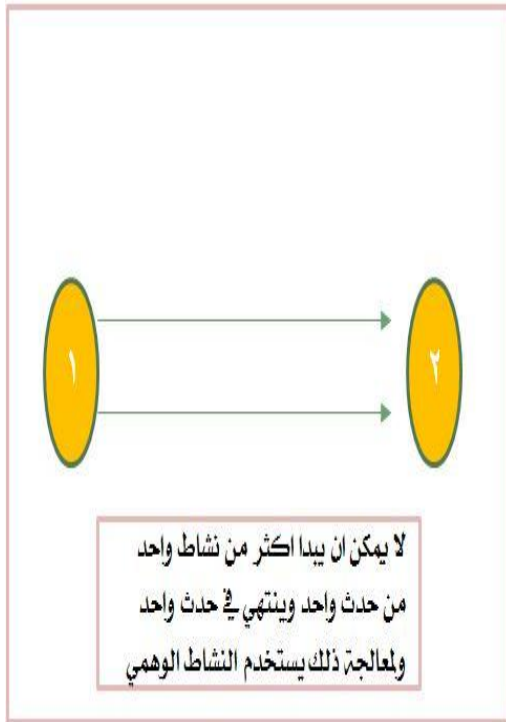 ١
٢
لا يمكن ان يبدا اكثر من نشاط واحد
من حدث واحد وينتهي في حدث واحد
ولمعالجة ذلك يستخدم النشاط الوهمي